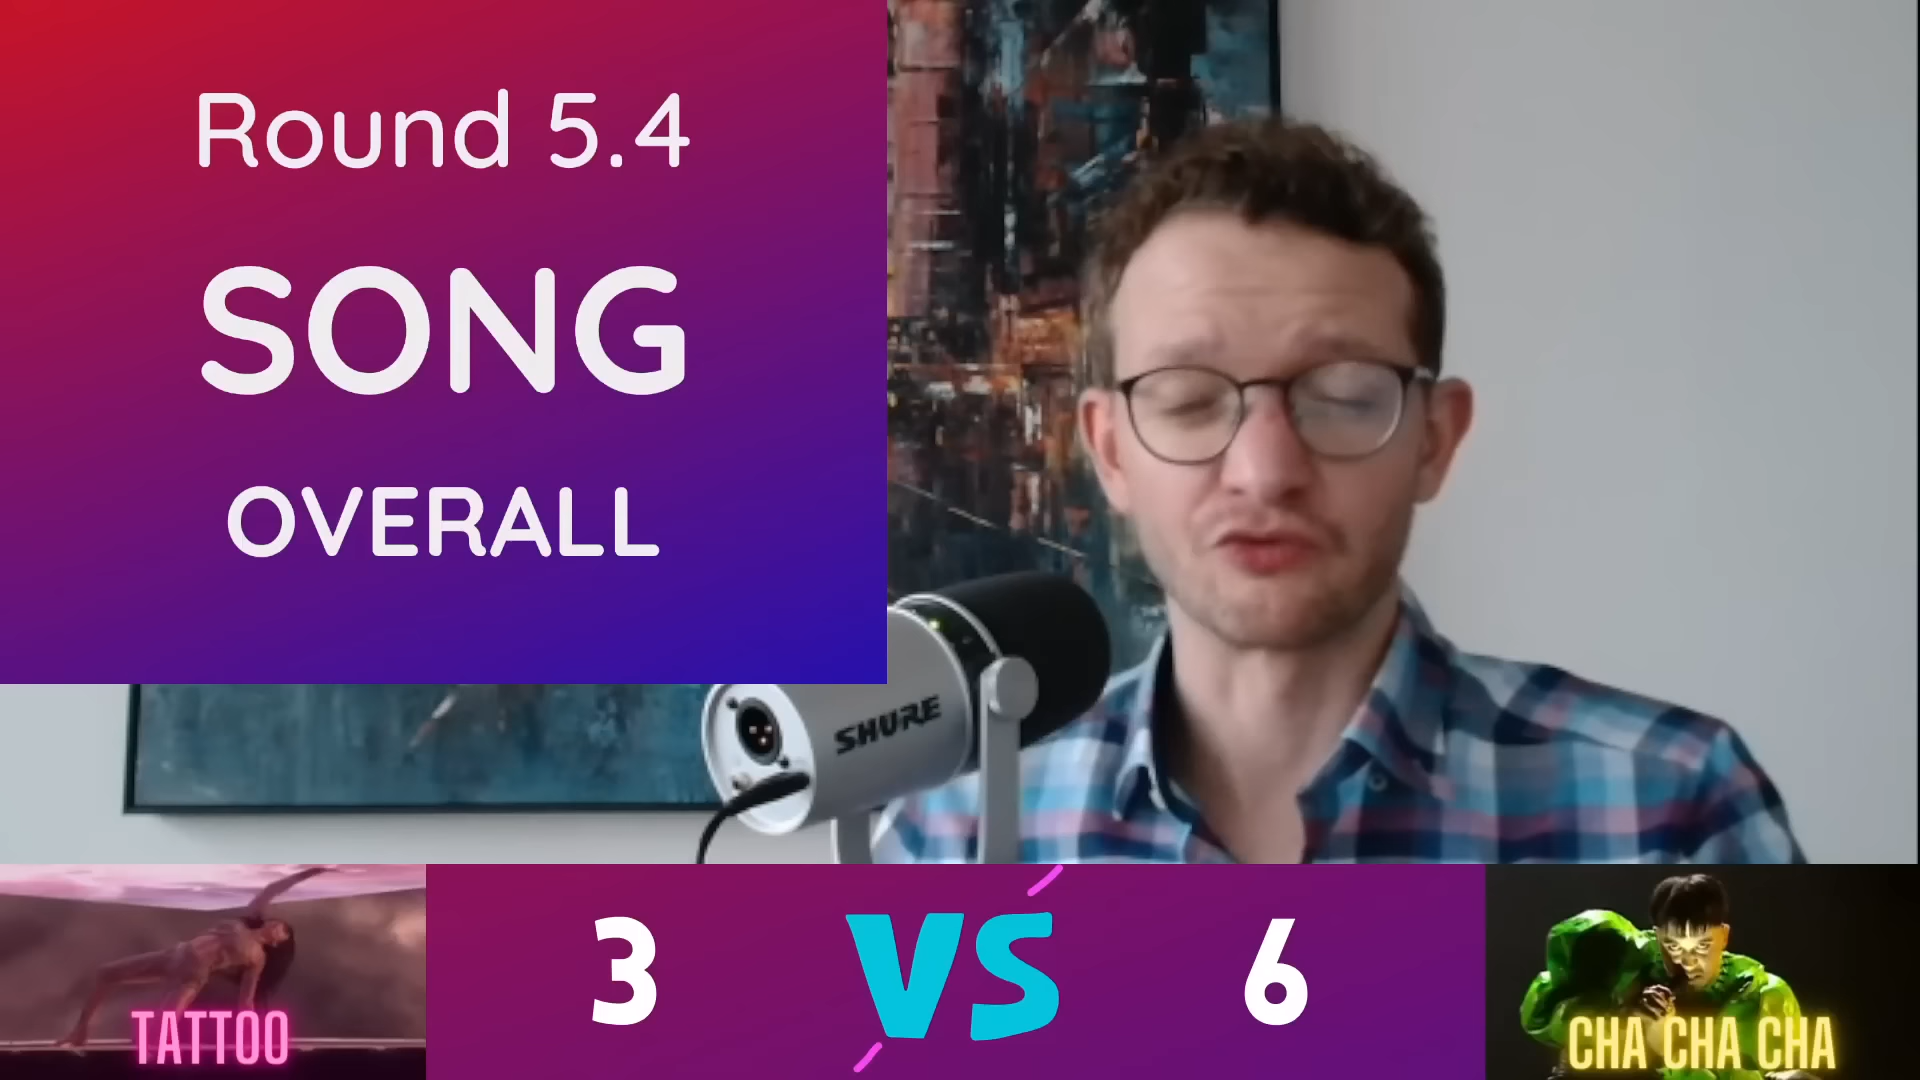 Round 5.4
SONG
OVERALL
SHURE
TATTOO
3 VS 6
CHA CHA CHA